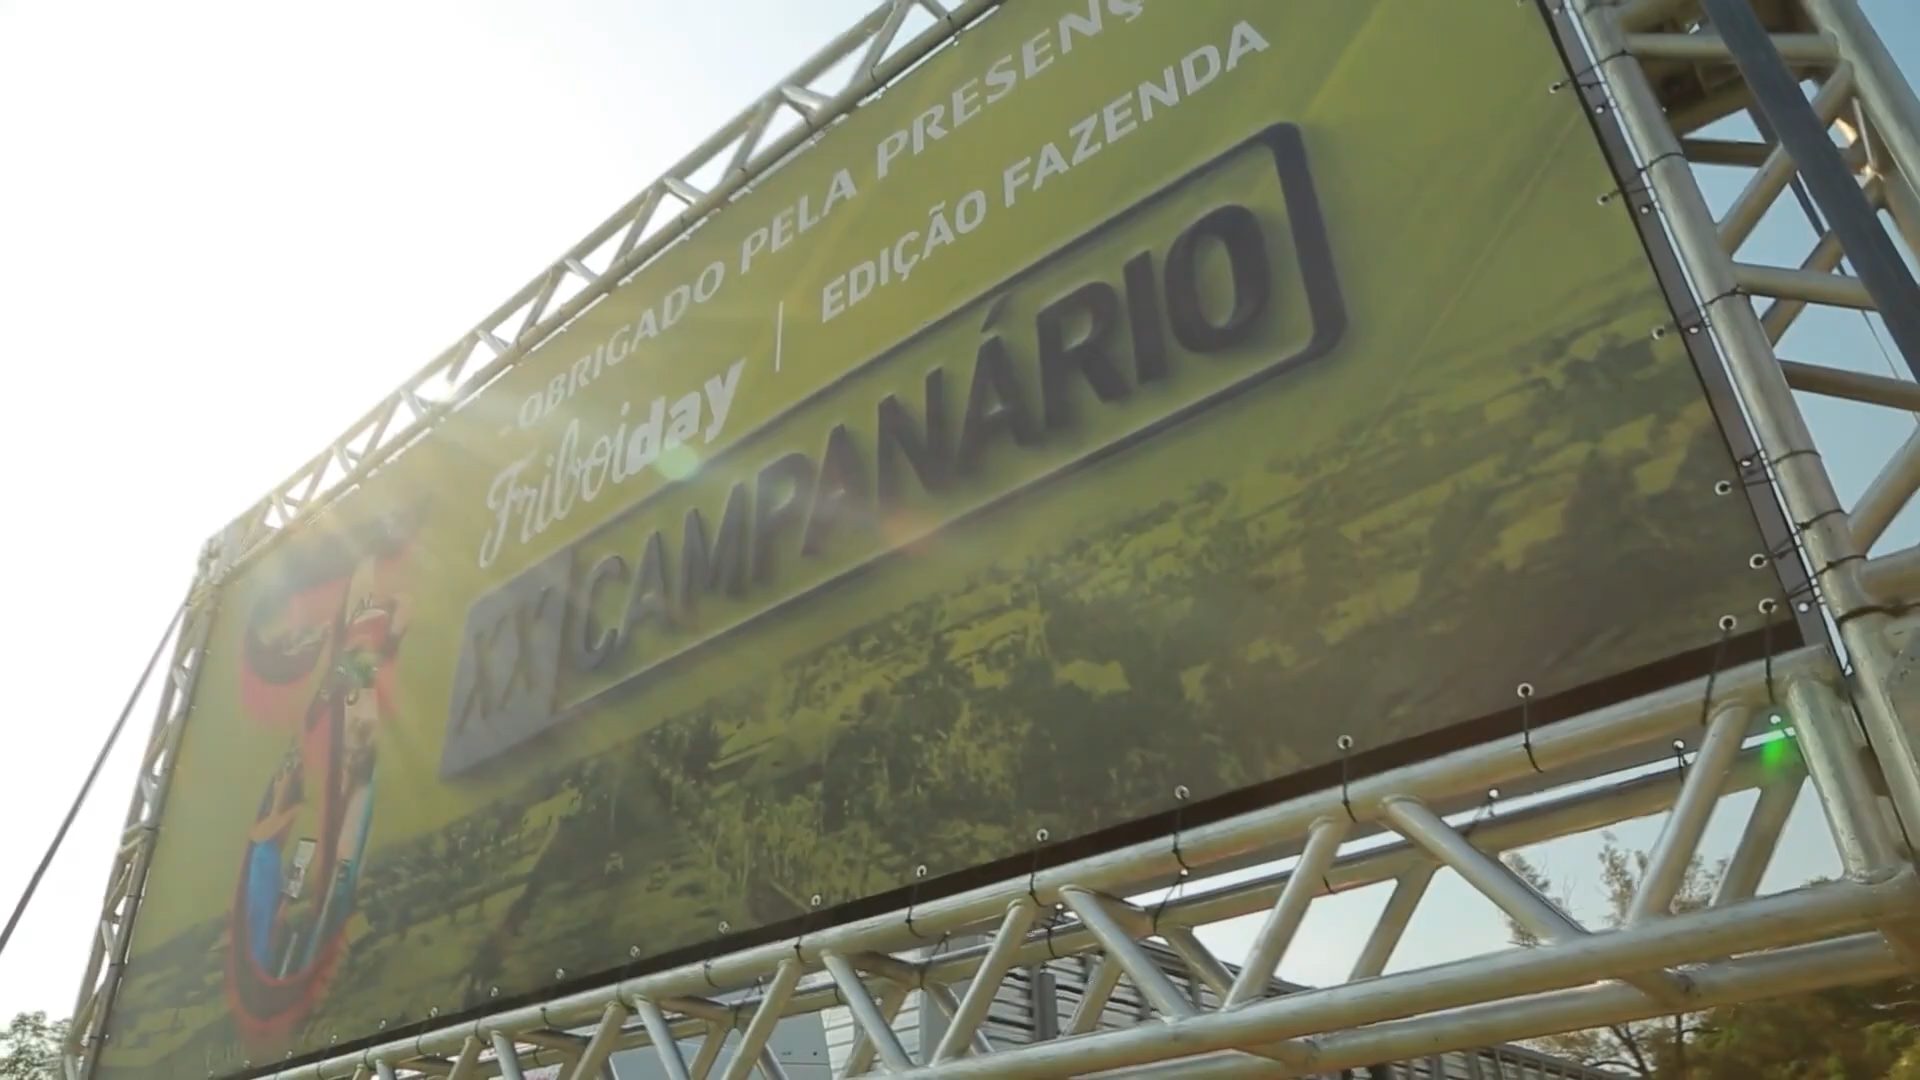 OBRIGADO PELA PRESENÇ
Friboiday | EDIÇÃO FAZENDA
XX CAMPANÁRIO